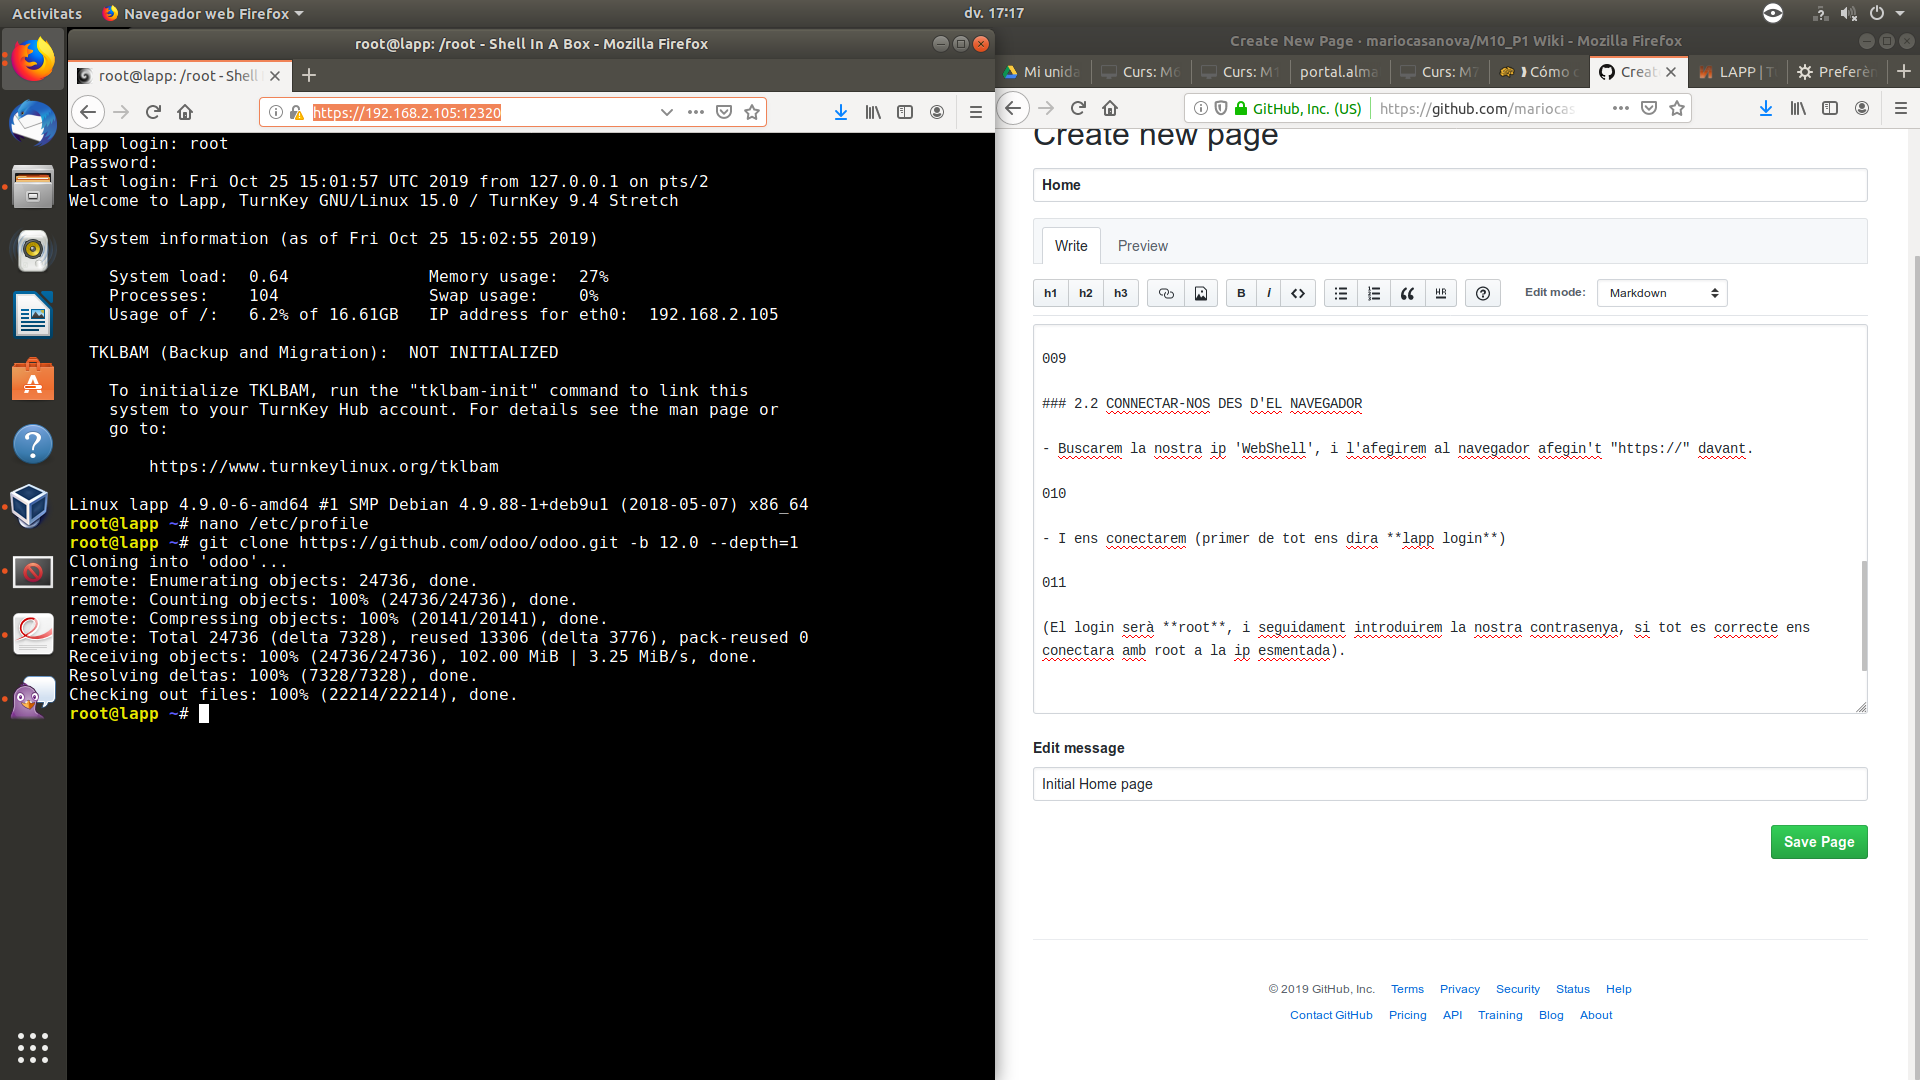 Activitats
Navegador web Firefox
dv. 17:17
root@lapp: /root - Shell In A Box - Mozilla Firefox
root@lapp: /root - Shell
https://192.168.2.105:12320
lapp login: root
Password:
Last login: Fri Oct 25 15:01:57 UTC 2019 from 127.0.0.1 on pts/2
Welcome to Lapp, TurnKey GNU/Linux 15.0 / TurnKey 9.4 Stretch
System information (as of Fri Oct 25 15:02:55 2019)
System load:  0.64              Memory usage:  27%
Processes:    104               Swap usage:    0%
Usage of /:   6.2% of 16.61GB   IP address for eth0:  192.168.2.105
TKLBAM (Backup and Migration):  NOT INITIALIZED
To initialize TKLBAM, run the "tklbam-init" command to link this
system to your TurnKey Hub account. For details see the man page or
go to:
https://www.turnkeylinux.org/tklbam
Linux lapp 4.9.0-6-amd64 #1 SMP Debian 4.9.88-1+deb9u1 (2018-05-07) x86_64
root@lapp ~# nano /etc/profile
root@lapp ~# git clone https://github.com/odoo/odoo.git -b 12.0 --depth=1
Cloning into 'odoo'...
remote: Enumerating objects: 24736, done.
remote: Counting objects: 100% (24736/24736), done.
remote: Compressing objects: 100% (20141/20141), done.
remote: Total 24736 (delta 7328), reused 13306 (delta 3776), pack-reused 0
Receiving objects: 100% (24736/24736), 102.00 MiB | 3.25 MiB/s, done.
Resolving deltas: 100% (7328/7328), done.
Checking out files: 100% (22214/22214), done.
root@lapp ~#
Create New Page · mariocasanova/M10_P1 Wiki - Mozilla Firefox
Mi unida
Curs: M6
Curs: M1
portal.alma
Curs: M7
Cómo
Creat
LAPP | T
Preferèn
GitHub, Inc. (US)
https://github.com/mariocas
Create new page
Home
Write
Preview
h1 h2 h3 B i Edit mode: Markdown
009
### 2.2 CONNECTAR-NOS DES D'EL NAVEGADOR
- Buscarem la nostra ip 'WebShell', i l'afegirem al navegador afegin't "https://" davant.
010
- I ens conectarem (primer de tot ens dira **lapp login**)
011
(El login serà **root**, i seguidament introduirem la nostra contrasenya, si tot es correcte ens
conectara amb root a la ip esmentada).
Edit message
Initial Home page
Save Page
© 2019 GitHub, Inc. Terms Privacy Security Status Help
Contact GitHub Pricing API Training Blog About